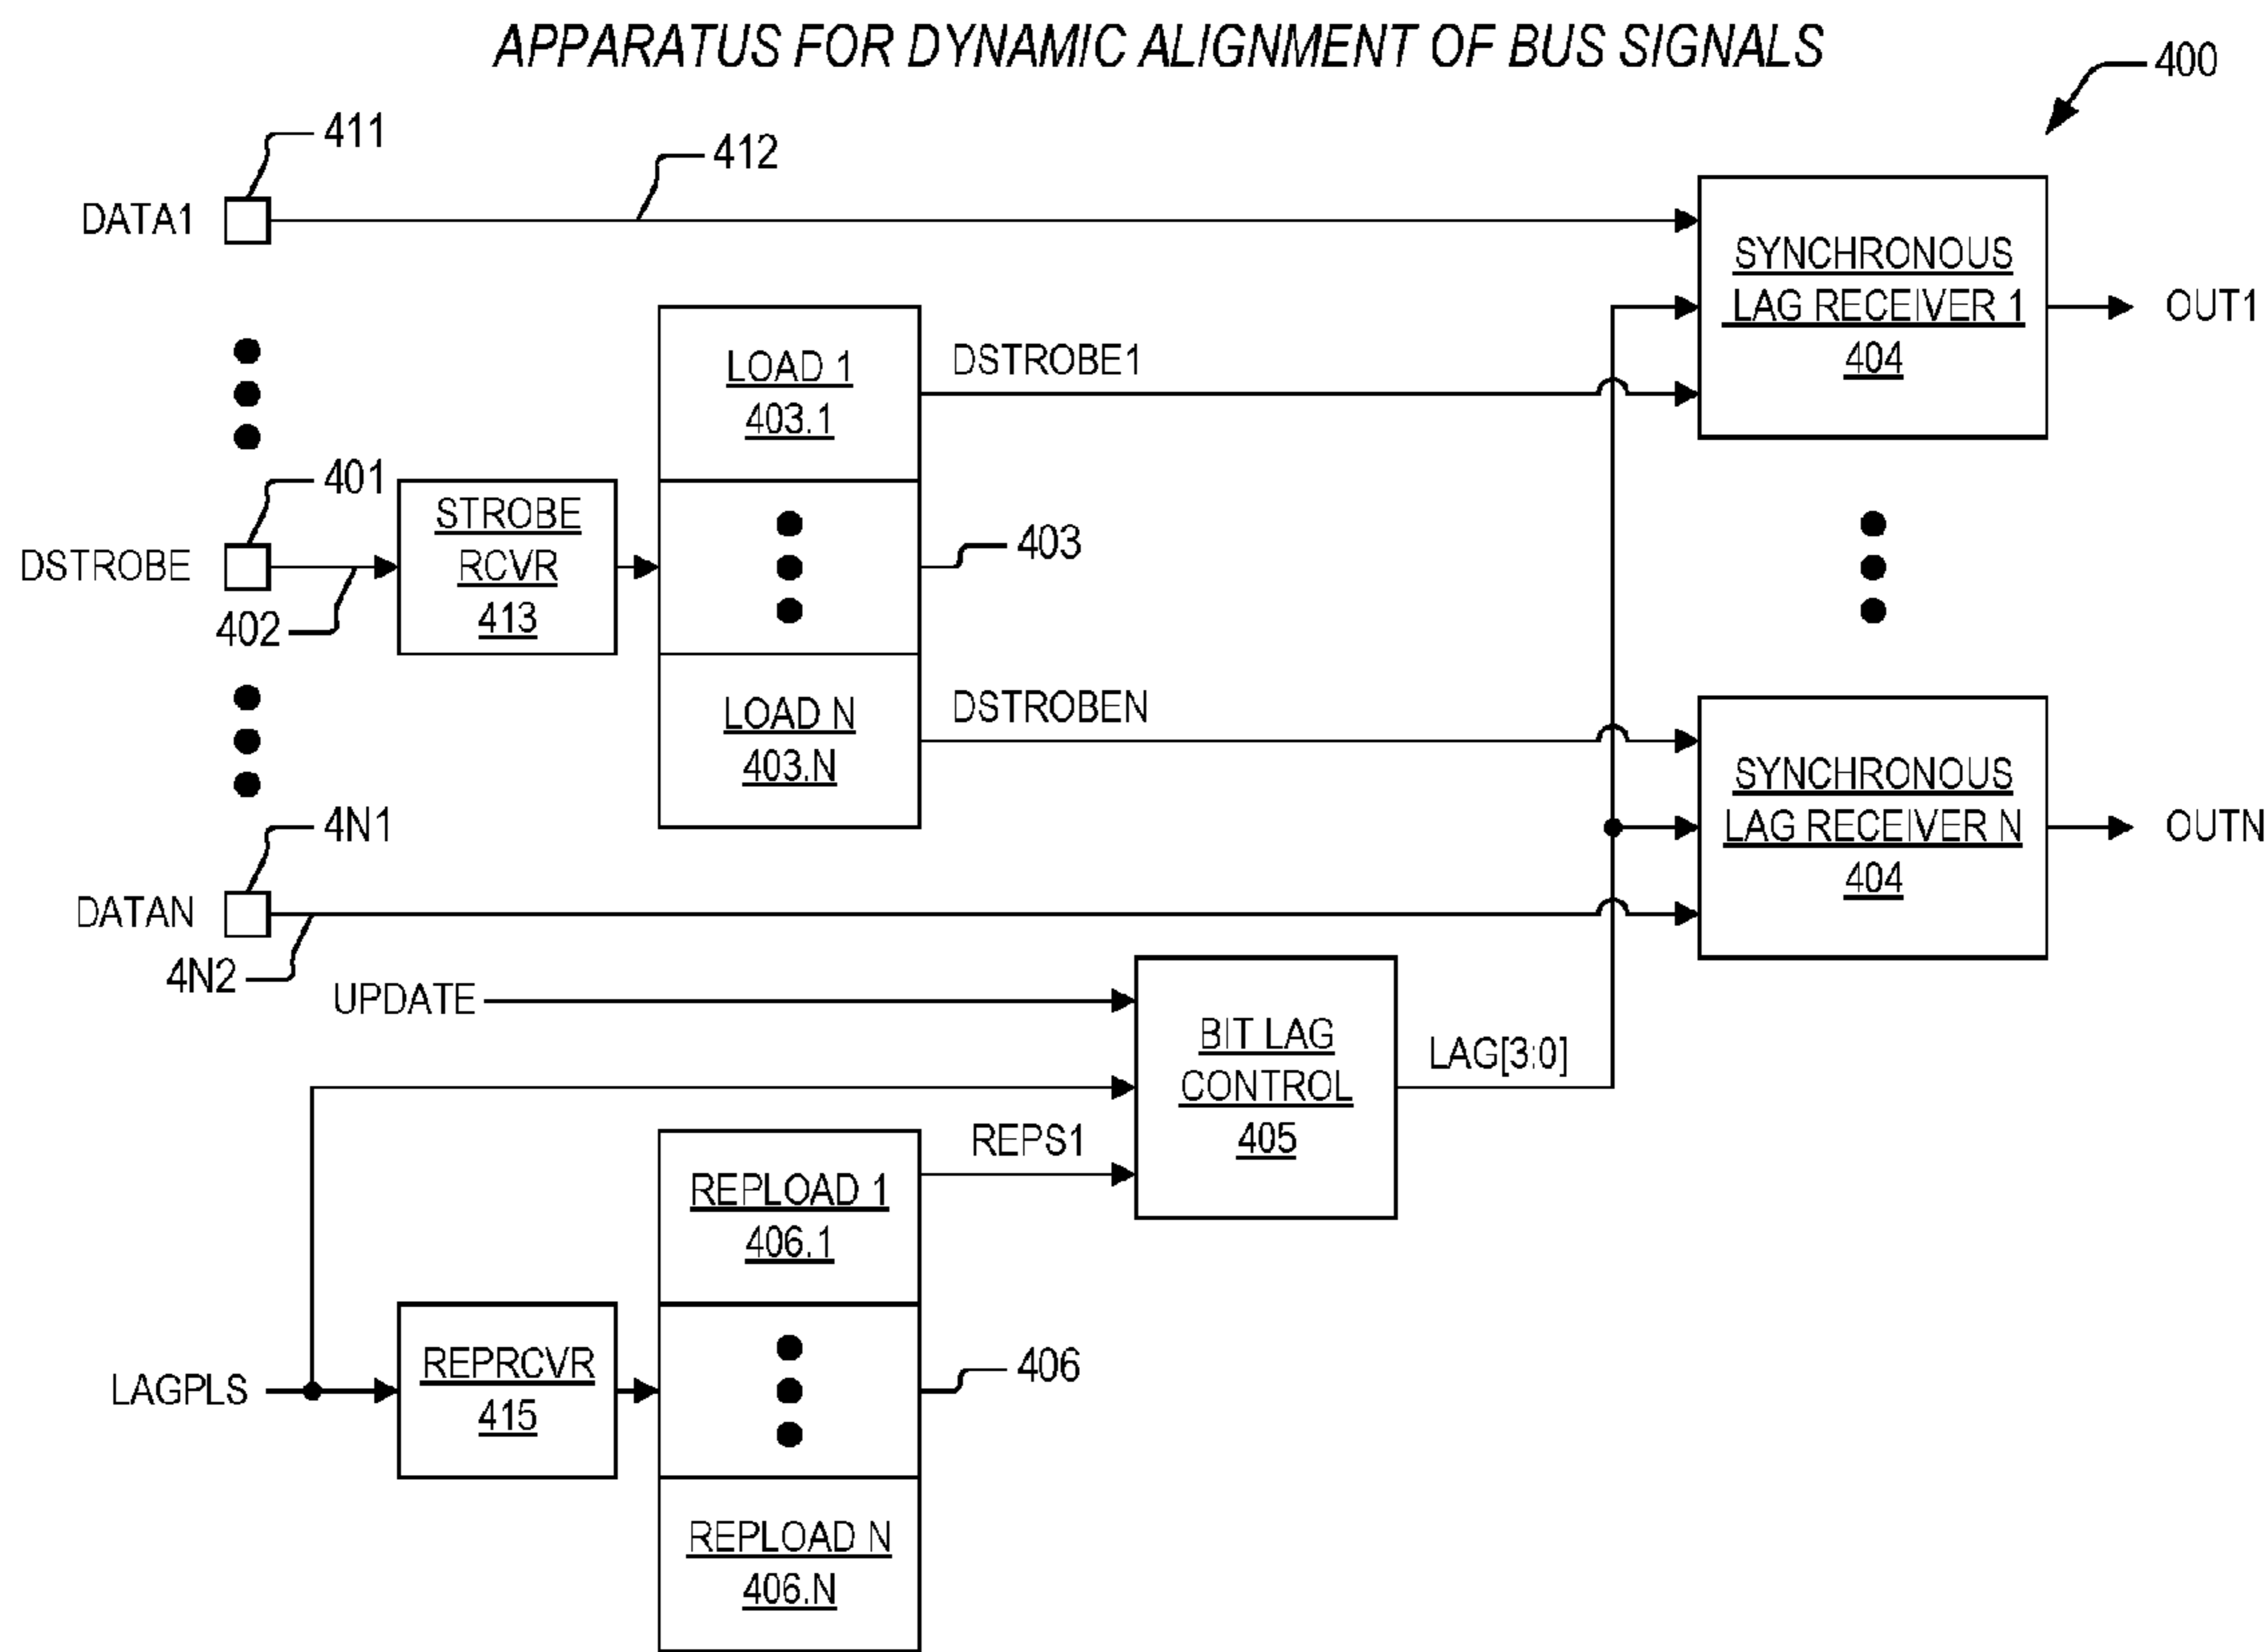 APPARATUS FOR DYNAMIC ALIGNMENT OF BUS SIGNALS
400
411
412
DATA1
SYNCHRONOUS
LAG RECEIVER 1
404
OUT1
LOAD 1
403.1
DSTROBE1
401
STROBE
RCVR
413
403
DSTROBE
402
LOAD N
403.N
DSTROBEN
SYNCHRONOUS
LAG RECEIVER N
404
OUTN
4N1
DATAN
4N2
UPDATE
BIT LAG
CONTROL
405
LAG[3:0]
REPS1
REPLOAD 1
406.1
LAGPLS
REPRCVR
415
406
REPLOAD N
406.N